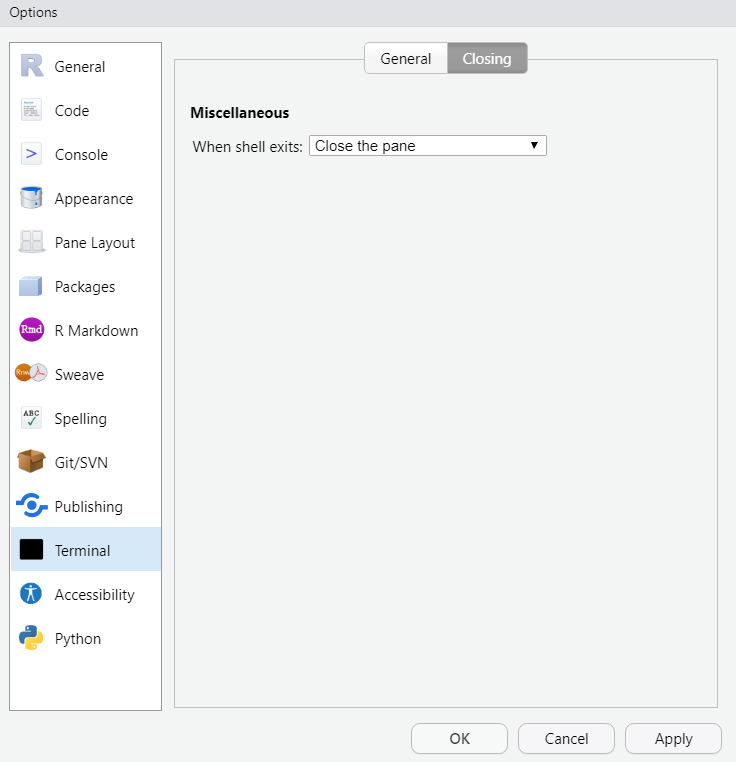 Options
General
Code
Console
Appearance
Pane Layout
Packages
Rmd R Markdown
Sweave
ABC Spelling
Git/SVN
Publishing
Terminal
Accessibility
Python
General Closing
Miscellaneous
When shell exits: Close the pane
OK Cancel Apply